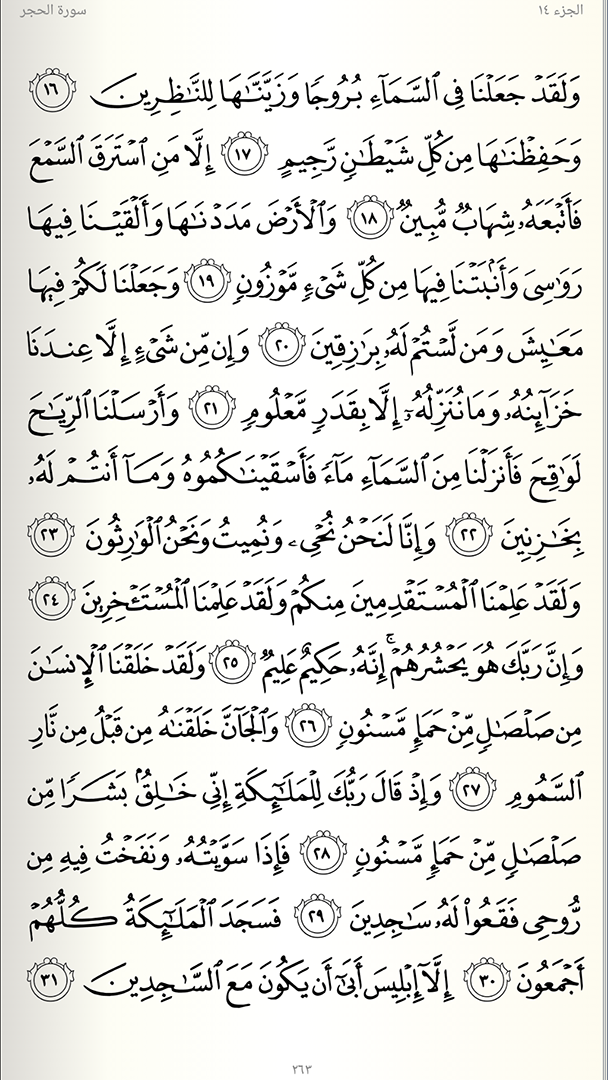 سورة الحجر الجزء ١٤
وَلَقَدْ جَعَلْنَا فِي ٱلسَّمَآءِ بُرُوجًا وَزَيَّنَّٰهَا لِلنَّٰظِرِينَ ١٦
وَحَفِظْنَٰهَا مِن كُلِّ شَيْطَٰنٍ رَّجِيمٍ ١٧ إِلَّا مَنِ ٱسْتَرَقَ ٱلسَّمْعَ
فَأَتْبَعَهُۥ شِهَابٌ مُّبِينٌ ١٨ وَٱلْأَرْضَ مَدَدْنَٰهَا وَأَلْقَيْنَا فِيهَا
رَوَٰسِيَ وَأَنۢبَتْنَا فِيهَا مِن كُلِّ شَيْءٍ مَّوْزُونٍ ١٩ وَجَعَلْنَا لَكُمْ فِيهَا
مَعَٰيِشَ وَمَن لَّسْتُمْ لَهُۥ بِرَٰزِقِينَ ٢٠ وَإِن مِّن شَيْءٍ إِلَّا عِندَنَا
خَزَآئِنُهُۥ وَمَا نُنَزِّلُهُۥٓ إِلَّا بِقَدَرٍ مَّعْلُومٍ ٢١ وَأَرْسَلْنَا ٱلرِّيَٰحَ
لَوَٰقِحَ فَأَنزَلْنَا مِنَ ٱلسَّمَآءِ مَآءً فَأَسْقَيْنَٰكُمُوهُ وَمَآ أَنتُمْ لَهُۥ
بِخَٰزِنِينَ ٢٢ وَإِنَّا لَنَحْنُ نُحْيِۦ وَنُمِيتُ وَنَحْنُ ٱلْوَٰرِثُونَ ٢٣
وَلَقَدْ عَلِمْنَا ٱلْمُسْتَقْدِمِينَ مِنكُمْ وَلَقَدْ عَلِمْنَا ٱلْمُسْتَـْٔخِرِينَ ٢٤
وَإِنَّ رَبَّكَ هُوَ يَحْشُرُهُمْ ۚ إِنَّهُۥ حَكِيمٌ عَلِيمٌ ٢٥ وَلَقَدْ خَلَقْنَا ٱلْإِنسَٰنَ
مِن صَلْصَٰلٍ مِّنْ حَمَإٍ مَّسْنُونٍ ٢٦ وَٱلْجَآنَّ خَلَقْنَٰهُ مِن قَبْلُ مِن نَّارِ
ٱلسَّمُومِ ٢٧ وَإِذْ قَالَ رَبُّكَ لِلْمَلَٰٓئِكَةِ إِنِّي خَٰلِقٌۢ بَشَرًا مِّن
صَلْصَٰلٍ مِّنْ حَمَإٍ مَّسْنُونٍ ٢٨ فَإِذَا سَوَّيْتُهُۥ وَنَفَخْتُ فِيهِ مِن
رُّوحِي فَقَعُوا۟ لَهُۥ سَٰجِدِينَ ٢٩ فَسَجَدَ ٱلْمَلَٰٓئِكَةُ كُلُّهُمْ
أَجْمَعُونَ ٣٠ إِلَّآ إِبْلِيسَ أَبَىٰٓ أَن يَكُونَ مَعَ ٱلسَّٰجِدِينَ ٣١
٢٦٣